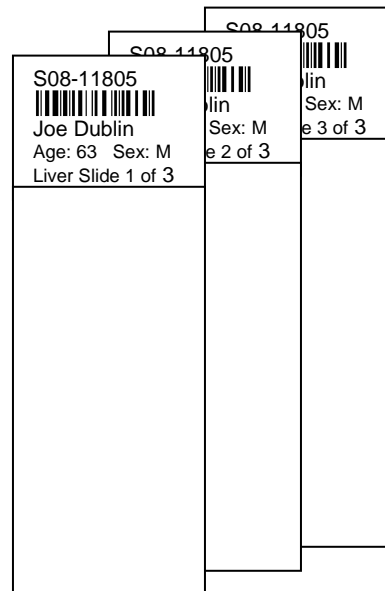 S08-11805
Joe Dublin
Age: 63 Sex: M
Liver Slide 1 of 3
S08-11805
lin
Sex: M
e 2 of 3
S08-11805
lin
Sex: M
e 3 of 3